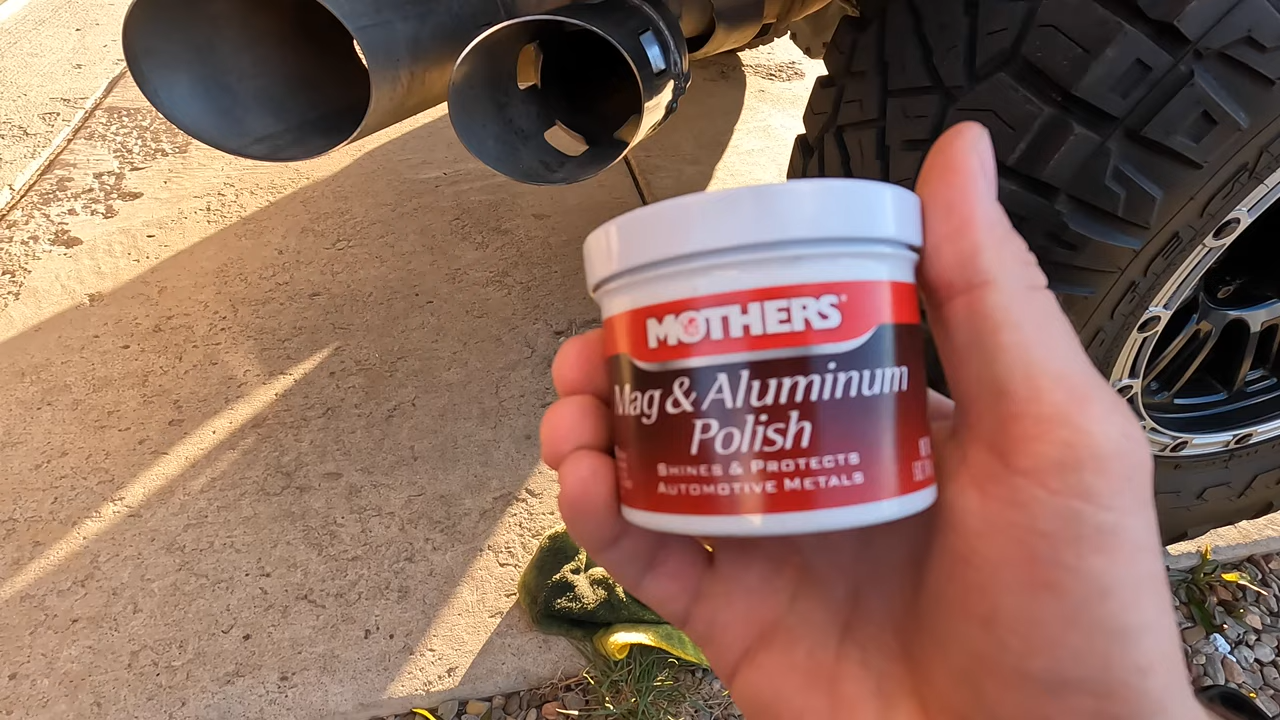 MOTHERS®
Mag & Aluminum
Polish
SHINES & PROTECTS
AUTOMOTIVE METALS